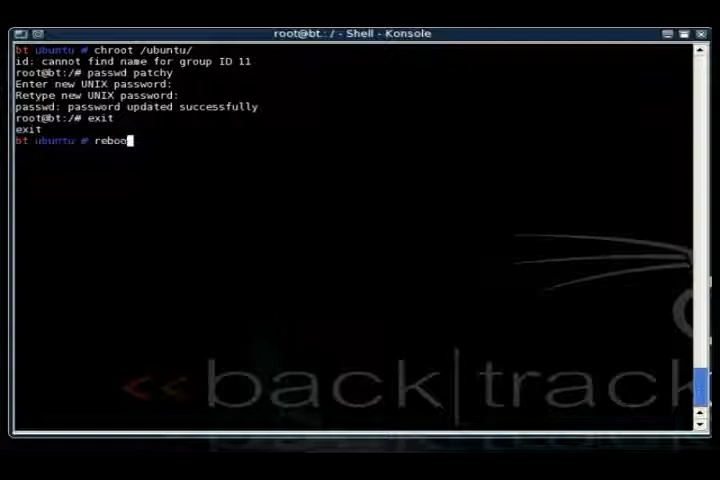 root@bt: / - Shell - Konsole
bt ubuntu # chroot /ubuntu/
id: cannot find name for group ID 11
root@bt:/# passwd patchy
Enter new UNIX password:
Retype new UNIX password:
passwd: password updated successfully
root@bt:/# exit
exit
bt ubuntu # reboo
<< back|track